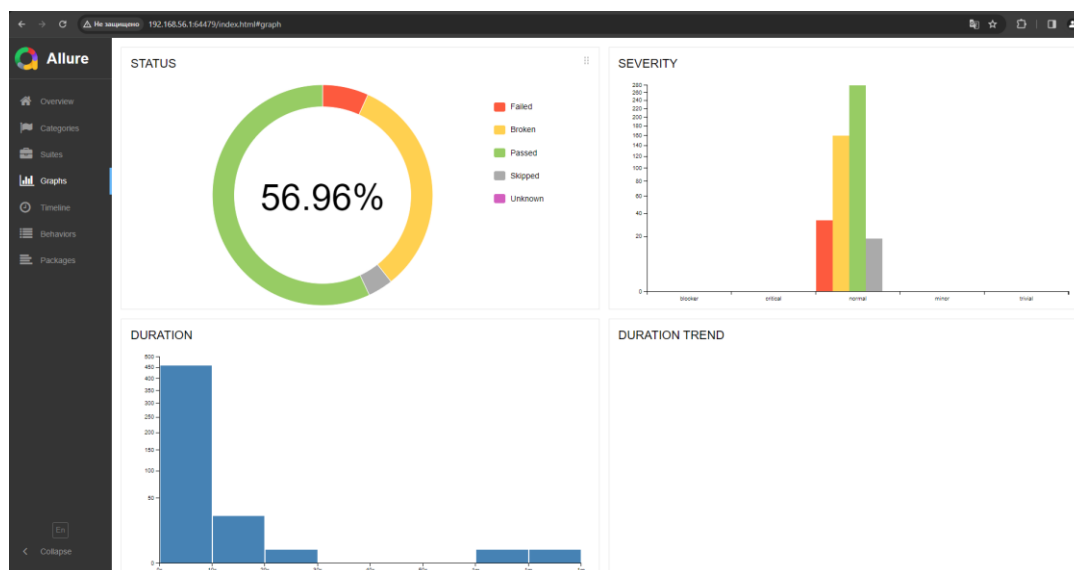 Не защищено 192.168.56.1:64479/index.html#graph
Allure
Overview
Categories
Suites
Graphs
Timeline
Behaviors
Packages
En
Collapse
STATUS
56.96%
Failed
Broken
Passed
Skipped
Unknown
SEVERITY
280
260
240
220
200
180
160
140
120
100
80
60
40
20
0
blocker
critical
normal
minor
trivial
DURATION
500
450
400
350
300
250
200
150
100
50
0
DURATION TREND